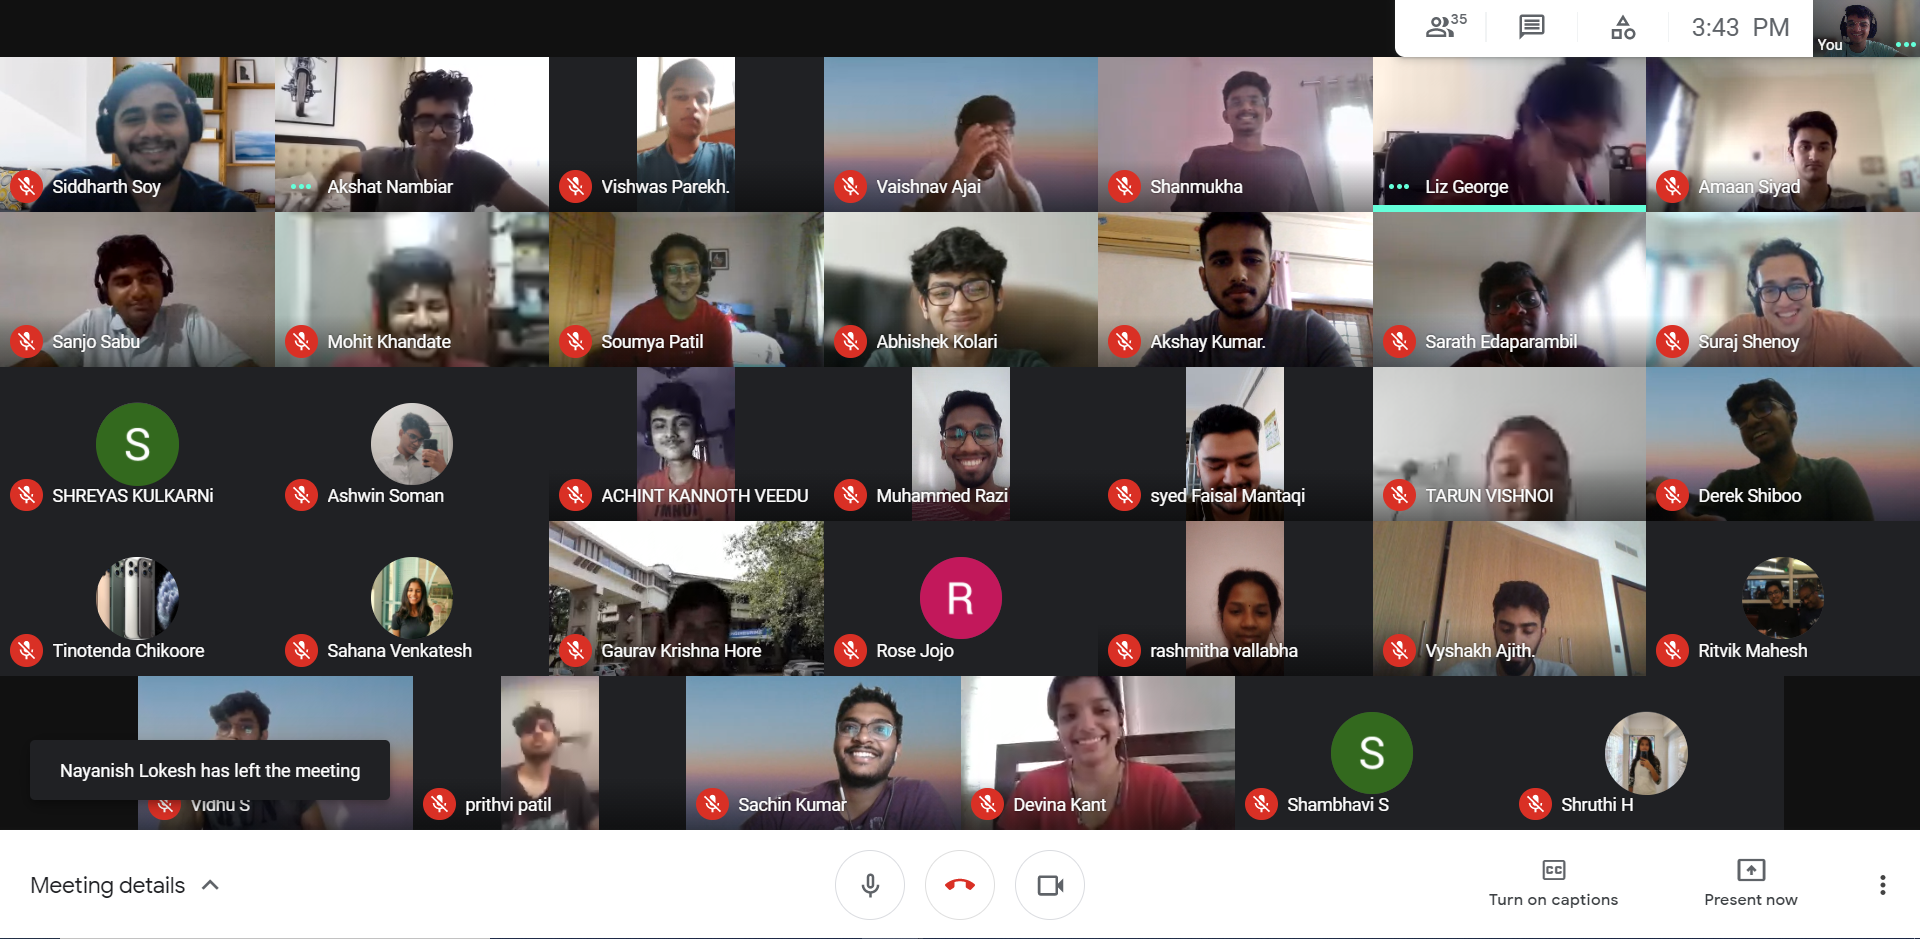 35
3:43 PM
You
Siddharth Soy
Akshat Nambiar
Vishwas Parekh.
Vaishnav Ajai
Shanmukha
Liz George
Amaan Siyad
Sanjo Sabu
Mohit Khandate
Soumya Patil
Abhishek Kolari
Akshay Kumar.
Sarath Edaparambil
Suraj Shenoy
S
SHREYAS KULKARNi
Ashwin Soman
ACHINT KANNOTH VEEDU
Muhammed Razi
syed Faisal Mantaqi
TARUN VISHNOI
Derek Shiboo
Tinotenda Chikoore
Sahana Venkatesh
Gaurav Krishna Hore
R
Rose Jojo
rashmitha vallabha
Vyshakh Ajith.
Ritvik Mahesh
Nayanish Lokesh has left the meeting
Vidhu S
prithvi patil
Sachin Kumar
Devina Kant
S
Shambhavi S
Shruthi H
Meeting details
CC
Turn on captions
Present now